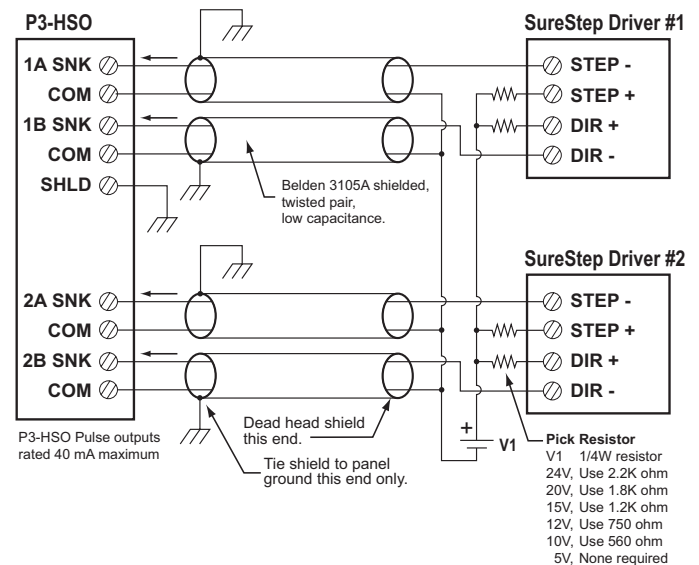 P3-HSO
1A SNK
COM
1B SNK
COM
SHLD
2A SNK
COM
2B SNK
COM
P3-HSO Pulse outputs
rated 40 mA maximum
Belden 3105A shielded,
twisted pair,
low capacitance.
Dead head shield
this end.
Tie shield to panel
ground this end only.
SureStep Driver #1
STEP -
STEP +
DIR +
DIR -
SureStep Driver #2
STEP -
STEP +
DIR +
DIR -
+
V1
Pick Resistor
V1 1/4W resistor
24V, Use 2.2K ohm
20V, Use 1.8K ohm
15V, Use 1.2K ohm
12V, Use 750 ohm
10V, Use 560 ohm
5V, None required